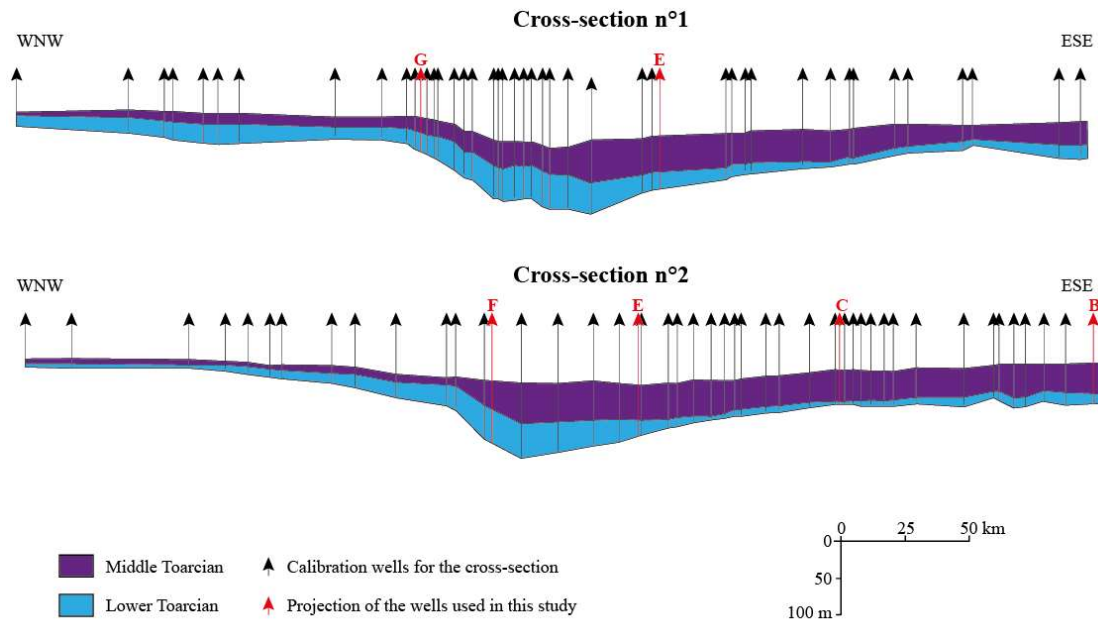 Cross-section n°1
WNW
ESE
G
E
Cross-section n°2
WNW
ESE
F
E
C
B
0 25 50 km
0
50
100 m
Middle Toarcian
Calibration wells for the cross-section
Lower Toarcian
Projection of the wells used in this study